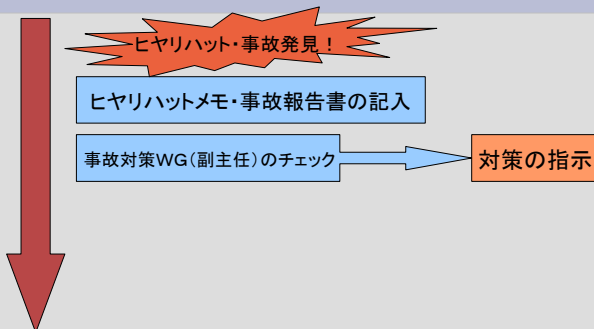 ヒヤリハット・事故発見！
ヒヤリハットメモ・事故報告書の記入
事故対策WG（副主任）のチェック
対策の指示